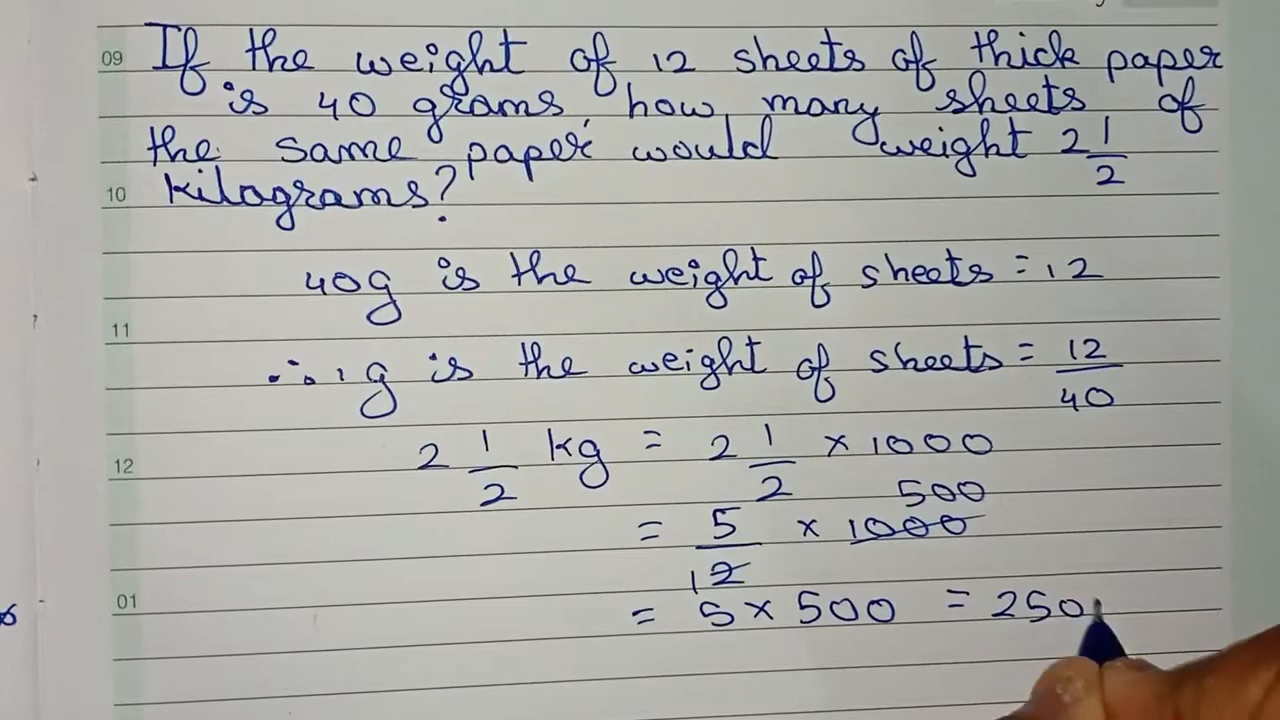 09 If the weight of 12 sheets of thick paper
is 40 grams, how many sheets of
the same paper would weight 2 1/2
10 kilograms?
40g is the weight of sheets = 12
11
∴ 1g is the weight of sheets = 12/40
12 2 1/2 kg = 2 1/2 × 1000
500
= 5/2 × 1000
1
01 = 5 × 500 = 250